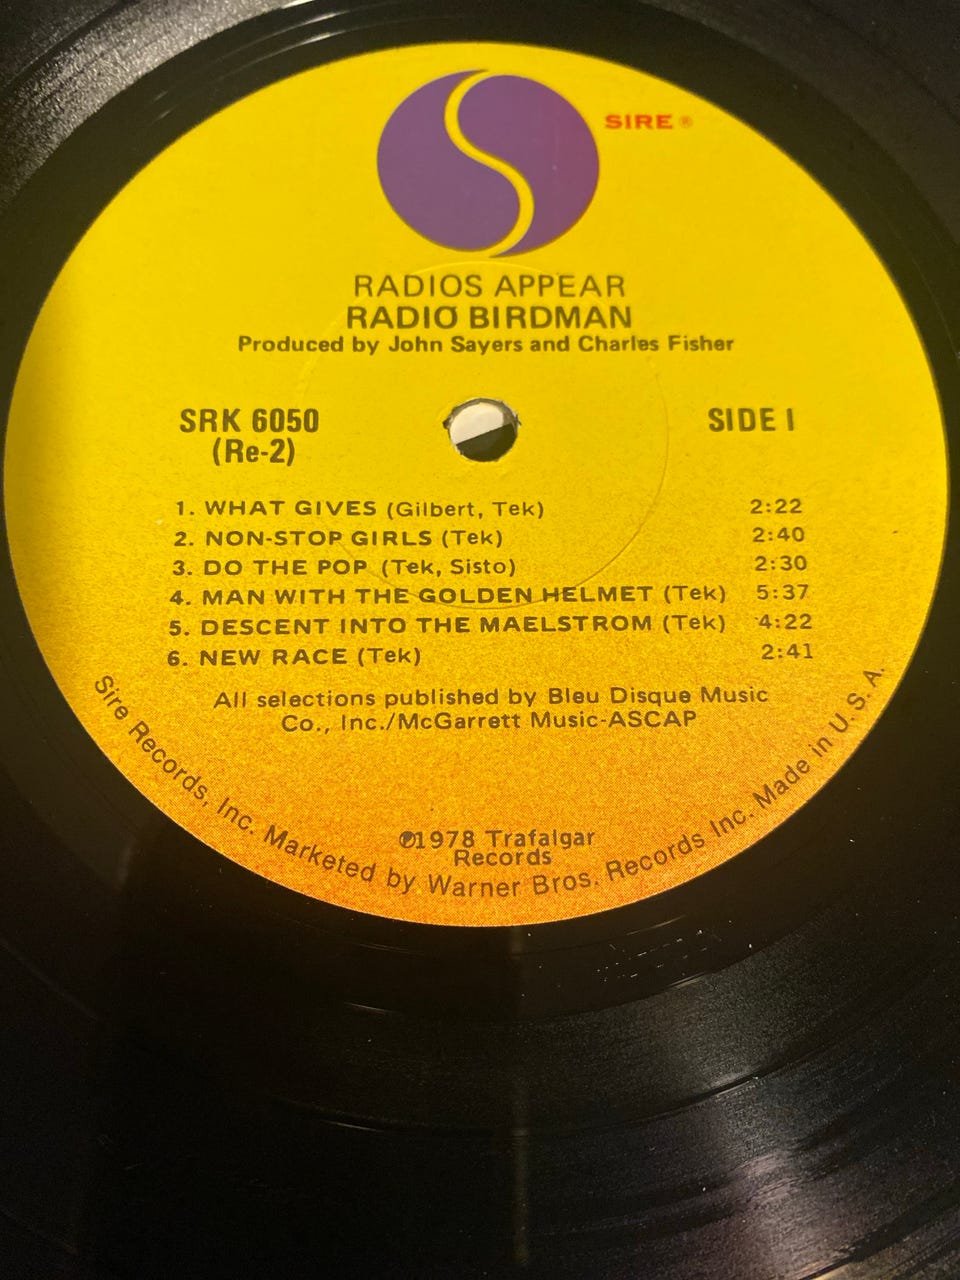 SIRE ®
RADIOS APPEAR
RADIO BIRDMAN
Produced by John Sayers and Charles Fisher
SRK 6050
(Re-2)
SIDE 1
1. WHAT GIVES (Gilbert, Tek) 2:22
2. NON-STOP GIRLS (Tek) 2:40
3. DO THE POP (Tek, Sisto) 2:30
4. MAN WITH THE GOLDEN HELMET (Tek) 5:37
5. DESCENT INTO THE MAELSTROM (Tek) 4:22
6. NEW RACE (Tek) 2:41
All selections published by Bleu Disque Music
Co., Inc./McGarrett Music-ASCAP
℗1978 Trafalgar
Records
Sire Records, Inc. Marketed by Warner Bros. Records Inc. Made in U.S.A.